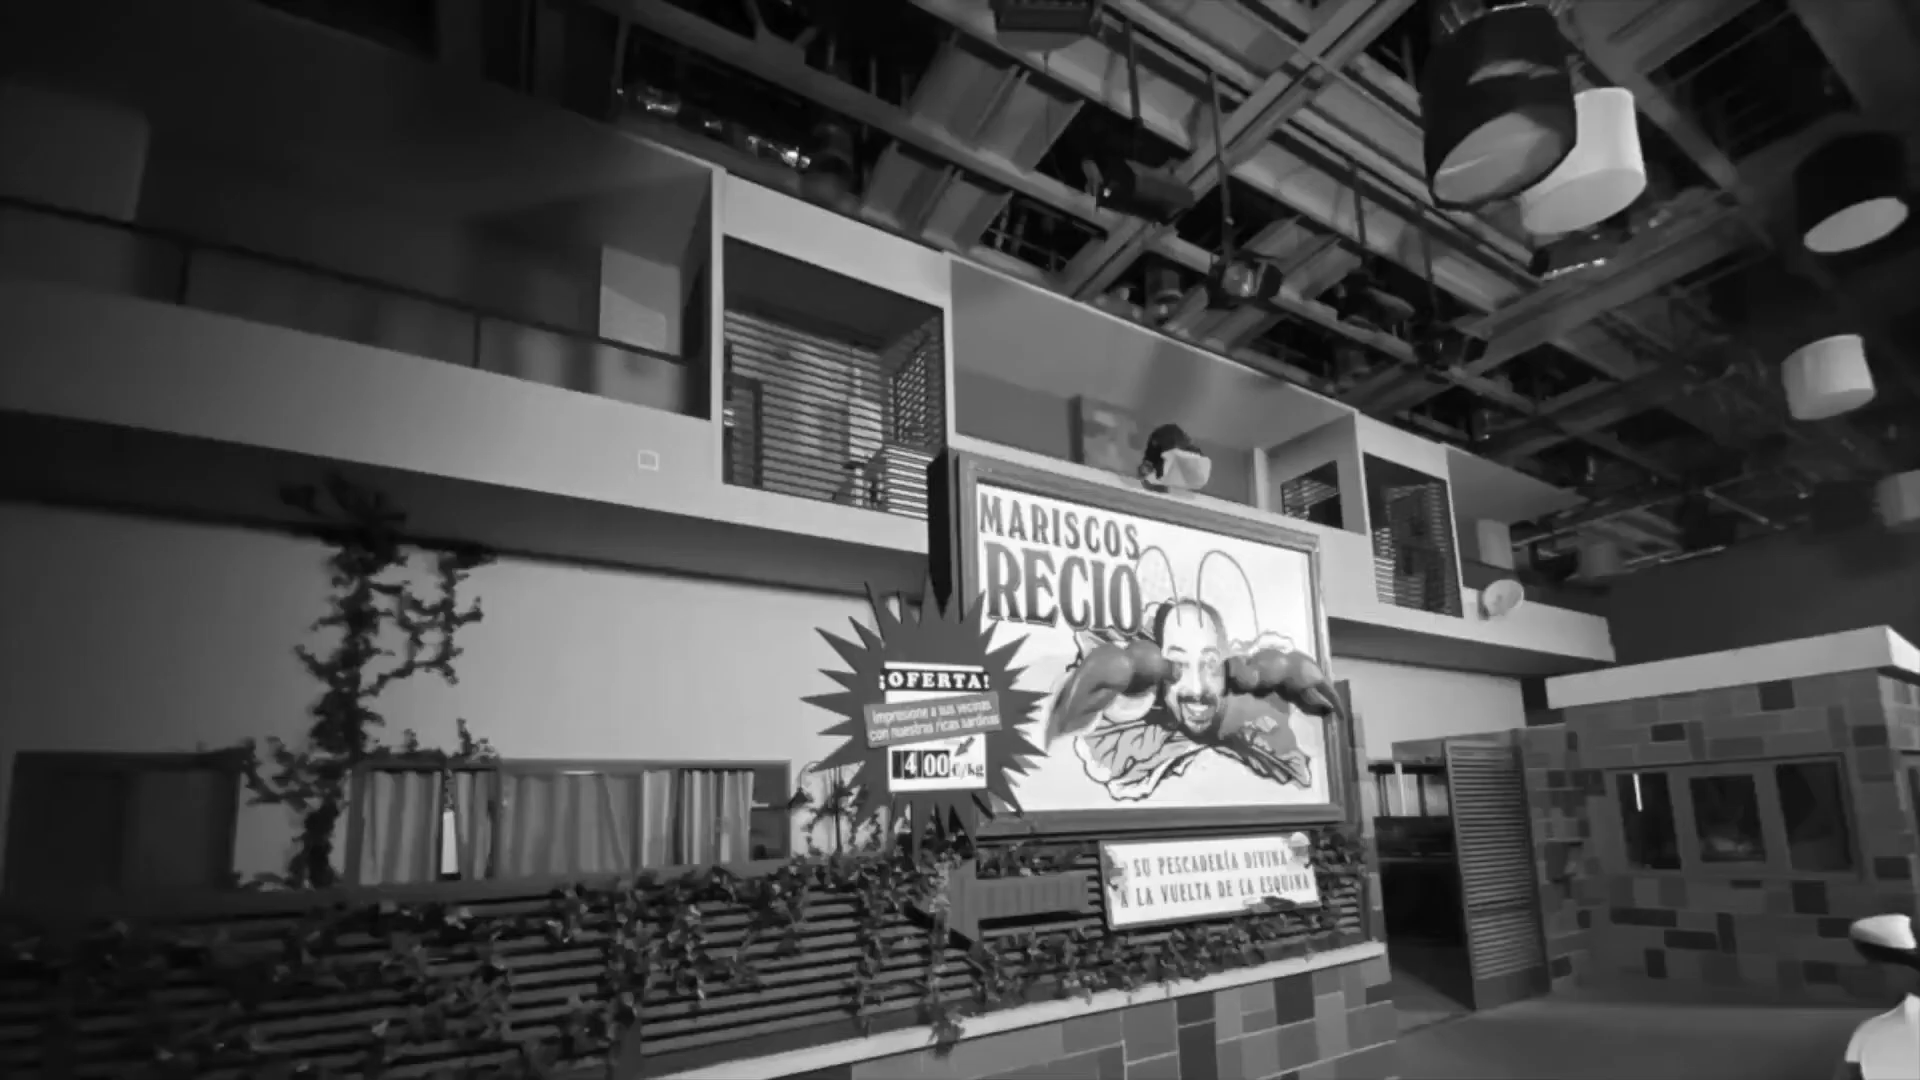 MARISCOS
RECIO
¡OFERTA!
Impresione a sus vecinas
con nuestras ricas sardinas
4,00 €/kg
SU PESCADERÍA DIVINA
A LA VUELTA DE LA ESQUINA